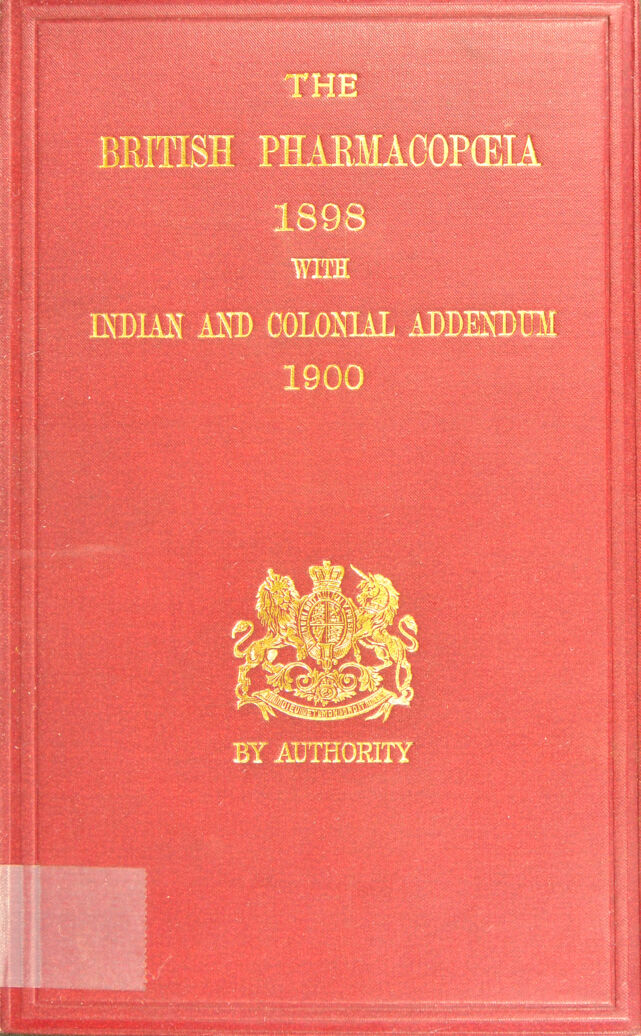 THE
BRITISH PHARMACOPŒIA
1898
WITH
INDIAN AND COLONIAL ADDENDUM
1900
BY AUTHORITY